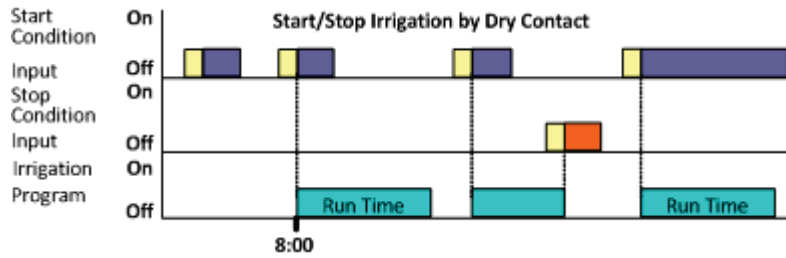 Start On Start/Stop Irrigation by Dry Contact
Condition
Input Off
Stop On
Condition
Input Off
Irrigation On
Program Off Run Time Run Time
8:00